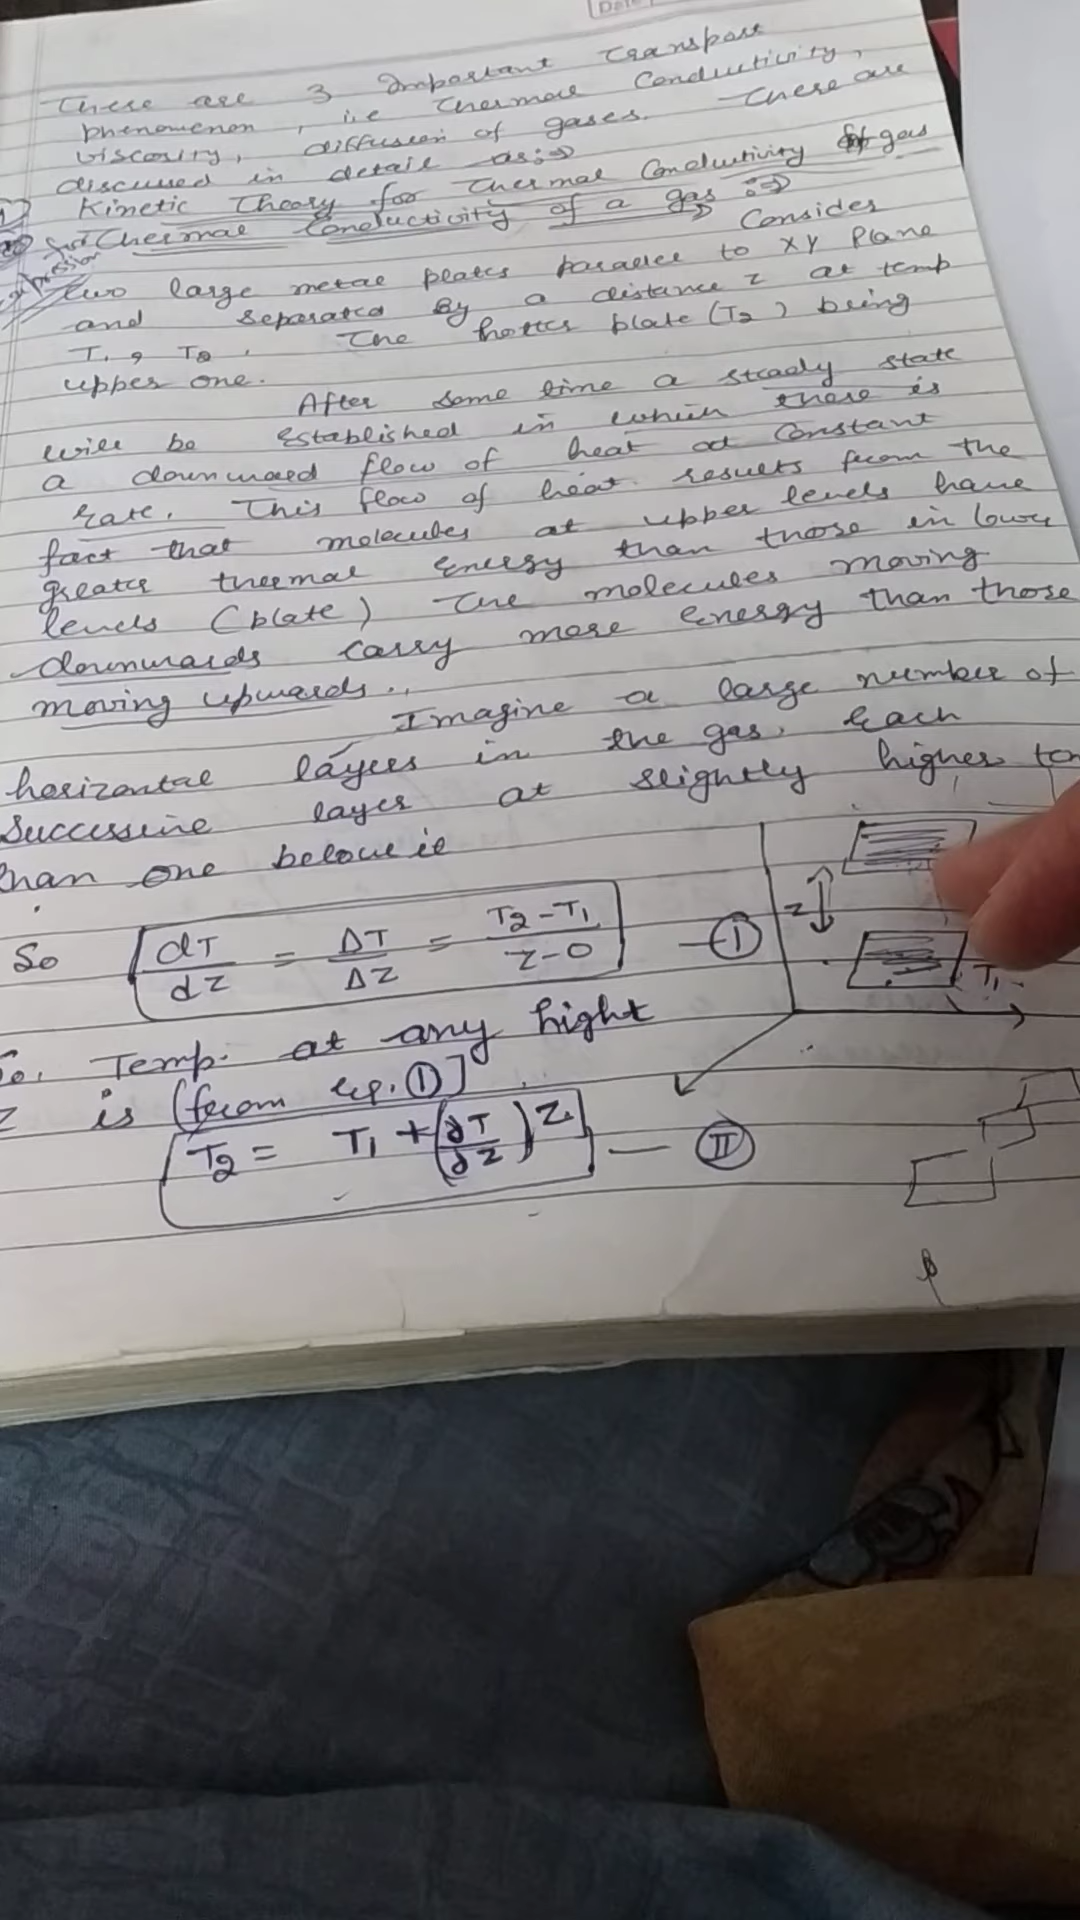 Date
There are 3 Important Transport
phenomenon, i.e Thermal Conductivity,
viscosity, diffusion of gases. These are
discussed in detail as:⇒
Kinetic Theory for Thermal Conductivity of gas
Thermal Conductivity of a gas :⇒ Consider
two large metal plates parallel to XY Plane
and separated By a distance z at temp
T1, T2. The hotter plate (T2) being
upper one.
After some time a steady state
will be established in which there is
a downward flow of heat at constant
rate. This flow of heat results from the
fact that molecules at upper levels have
greater thermal energy than those in lower
levels (plate) The molecules moving
downwards carry more energy than those
moving upwards.
Imagine a large number of
horizontal layers in the gas. Each
successive layer at slightly higher
than one below it
So dT/dZ = ΔT/ΔZ = (T2-T1)/(Z-0) — I
Z
T1
So, Temp. at any hight
z is [from eq. I]
T2 = T1 + (∂T/∂z) Z — II